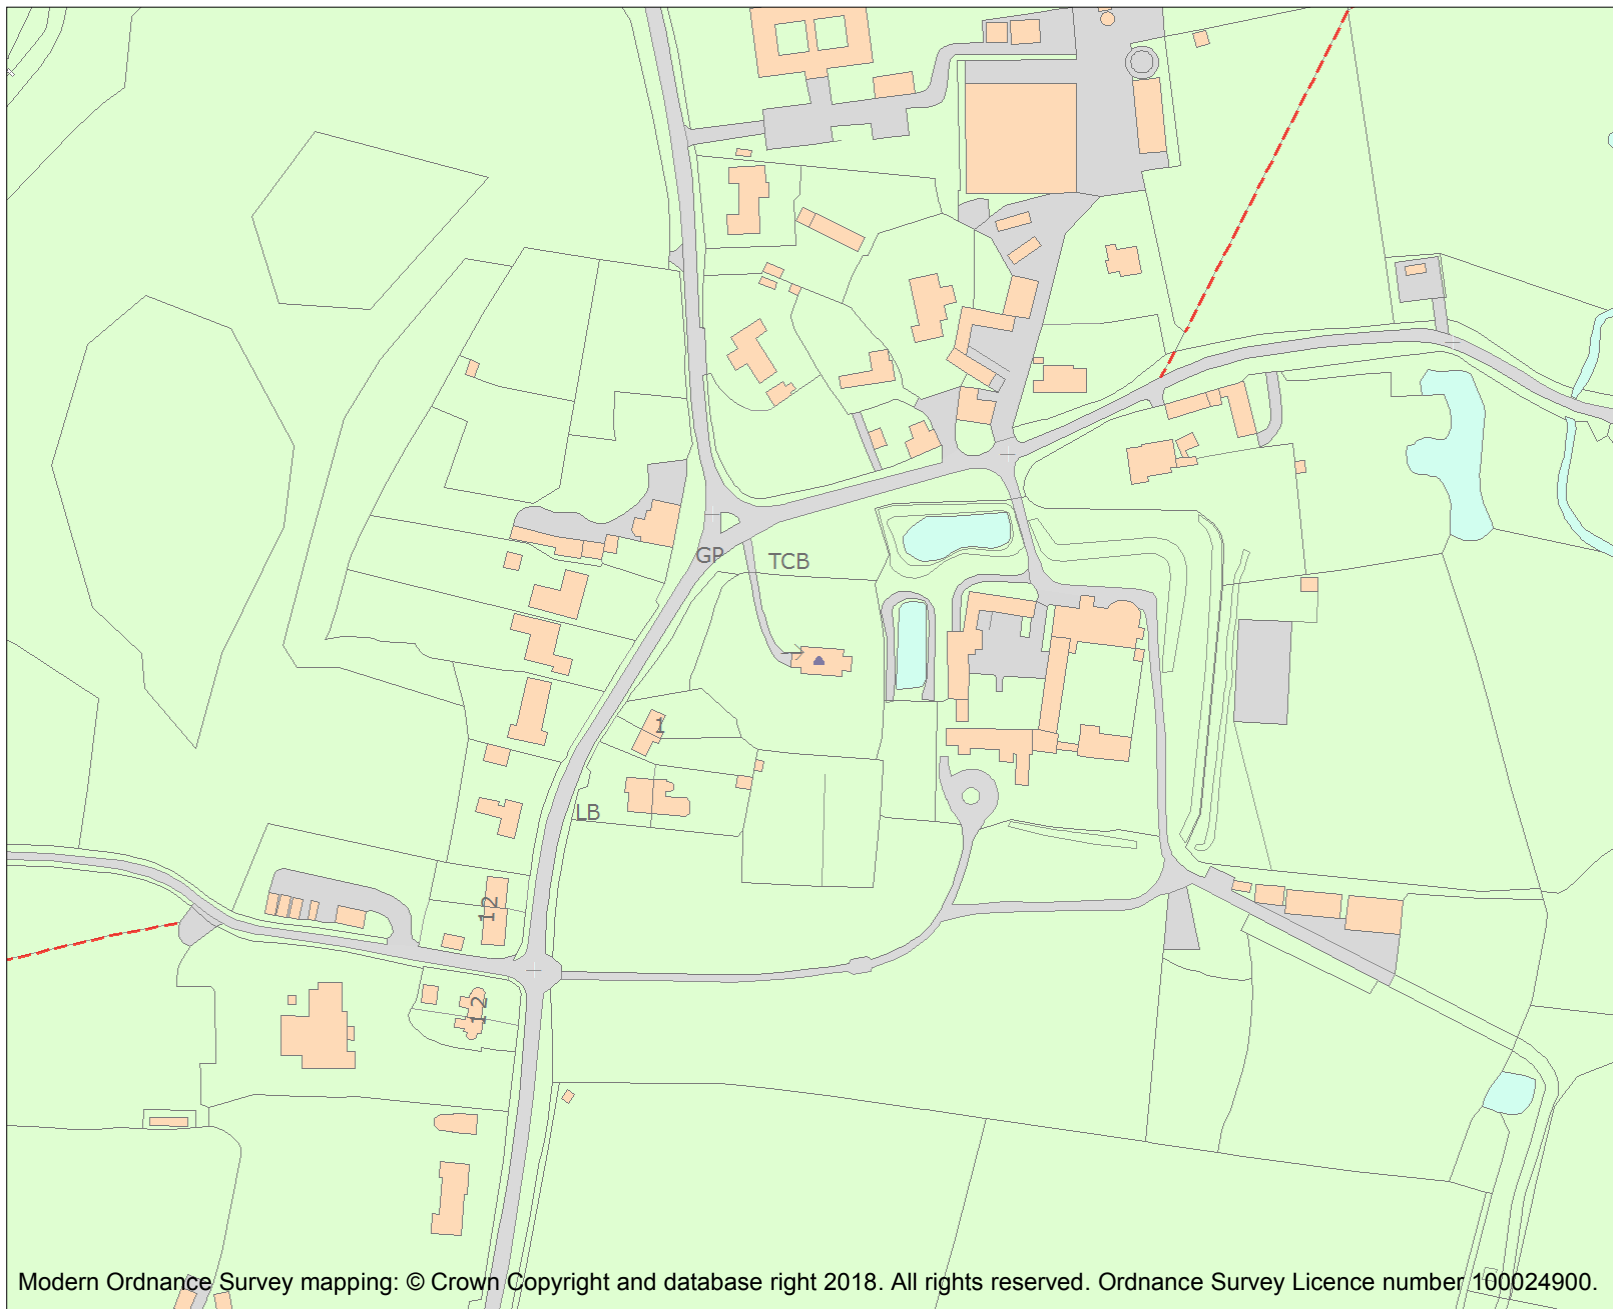 GP
TCB
1
LB
12
12
Modern Ordnance Survey mapping: © Crown Copyright and database right 2018. All rights reserved. Ordnance Survey Licence number 100024900.